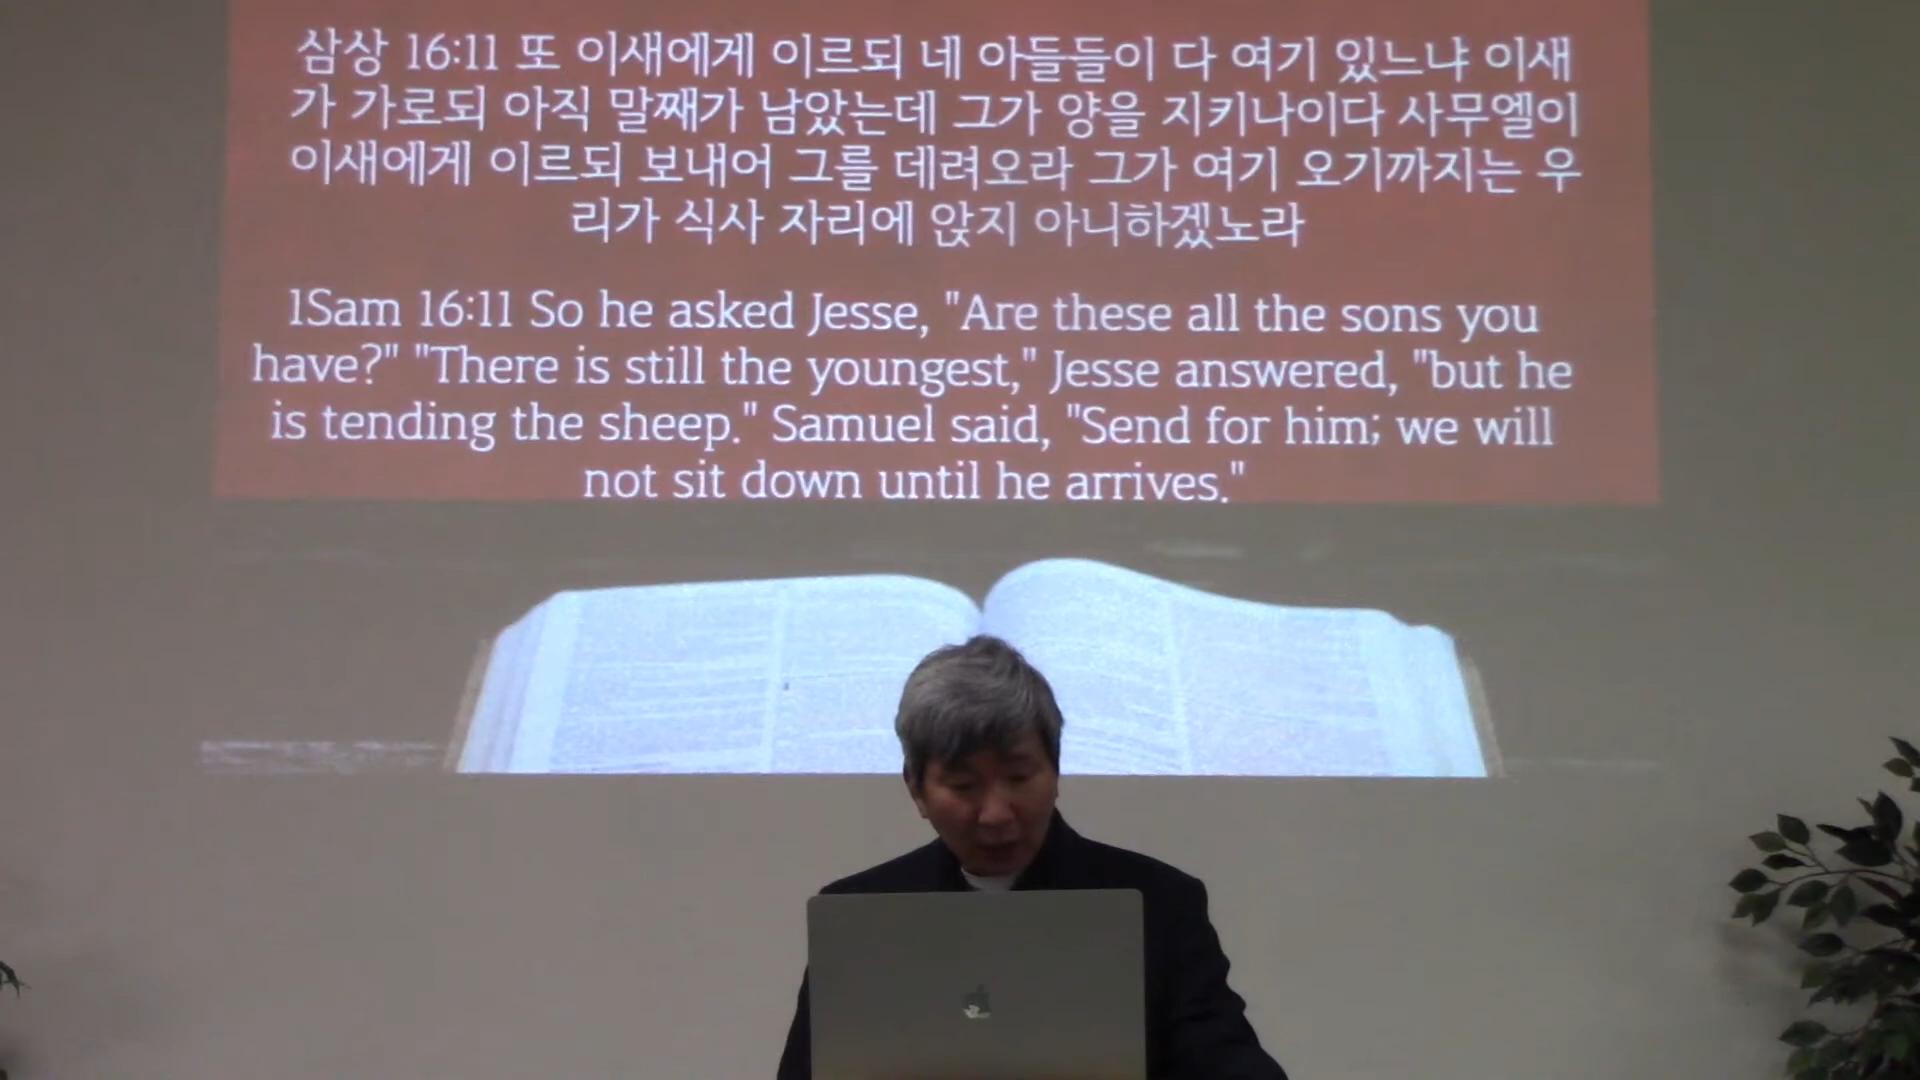 삼상 16:11 또 이새에게 이르되 네 아들들이 다 여기 있느냐 이새
가 가로되 아직 말째가 남았는데 그가 양을 지키나이다 사무엘이
이새에게 이르되 보내어 그를 데려오라 그가 여기 오기까지는 우
리가 식사 자리에 앉지 아니하겠노라
1Sam 16:11 So he asked Jesse, "Are these all the sons you
have?" "There is still the youngest," Jesse answered, "but he
is tending the sheep." Samuel said, "Send for him; we will
not sit down until he arrives."